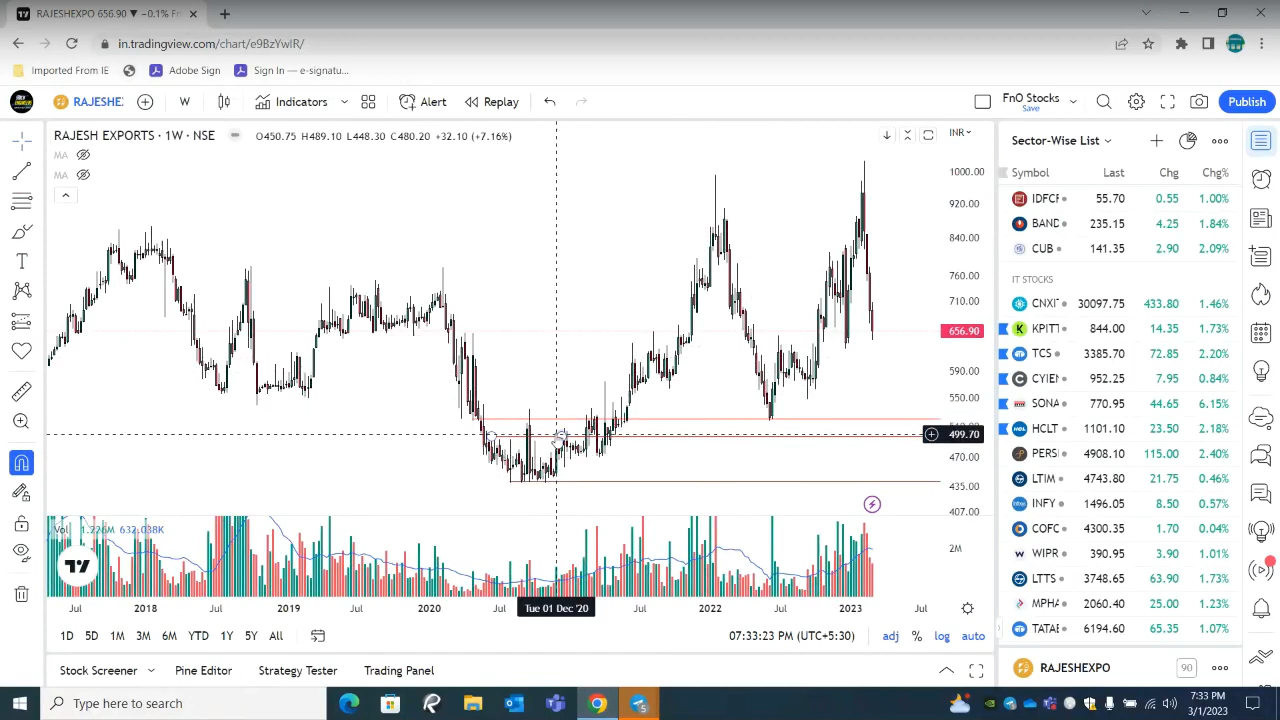 RAJESHEXPO 656.90 ▼ −0.1% Fn
in.tradingview.com/chart/e9BzYwIR/
Imported From IE
Adobe Sign
Sign In — e-signatu...
RAJESHE
W
Indicators
Alert
Replay
FnO Stocks
Save
Publish
RAJESH EXPORTS · 1W · NSE
O450.75 H489.10 L448.30 C480.20 +32.10 (+7.16%)
INR
MA
MA
1000.00
920.00
840.00
760.00
710.00
656.90
590.00
550.00
499.70
470.00
435.00
407.00
Vol 1.226M 632.038K
2M
Jul 2018 Jul 2019 2020 Jul Tue 01 Dec '20 Jul 2022 Jul 2023 Jul
1D 5D 1M 3M 6M YTD 1Y 5Y All
07:33:23 PM (UTC+5:30)
adj % log auto
Stock Screener Pine Editor Strategy Tester Trading Panel
Sector-Wise List
Symbol Last Chg Chg%
IDFCF 55.70 0.55 1.00%
BAND 235.15 4.25 1.84%
CUB 141.35 2.90 2.09%
IT STOCKS
CNXI 30097.75 433.80 1.46%
KPITT 844.00 14.35 1.73%
TCS 3385.70 72.85 2.20%
CYIEN 952.25 7.95 0.84%
SONA 770.95 44.65 6.15%
HCLT 1101.10 23.50 2.18%
PERS 4908.10 115.00 2.40%
LTIM 4743.80 21.75 0.46%
INFY 1496.05 8.50 0.57%
COFC 4300.35 1.70 0.04%
WIPR 390.95 3.90 1.01%
LTTS 3748.65 63.90 1.73%
MPHA 2060.40 25.00 1.23%
TATAE 6194.60 65.35 1.07%
RAJESHEXPO
90
Type here to search
7:33 PM
3/1/2023